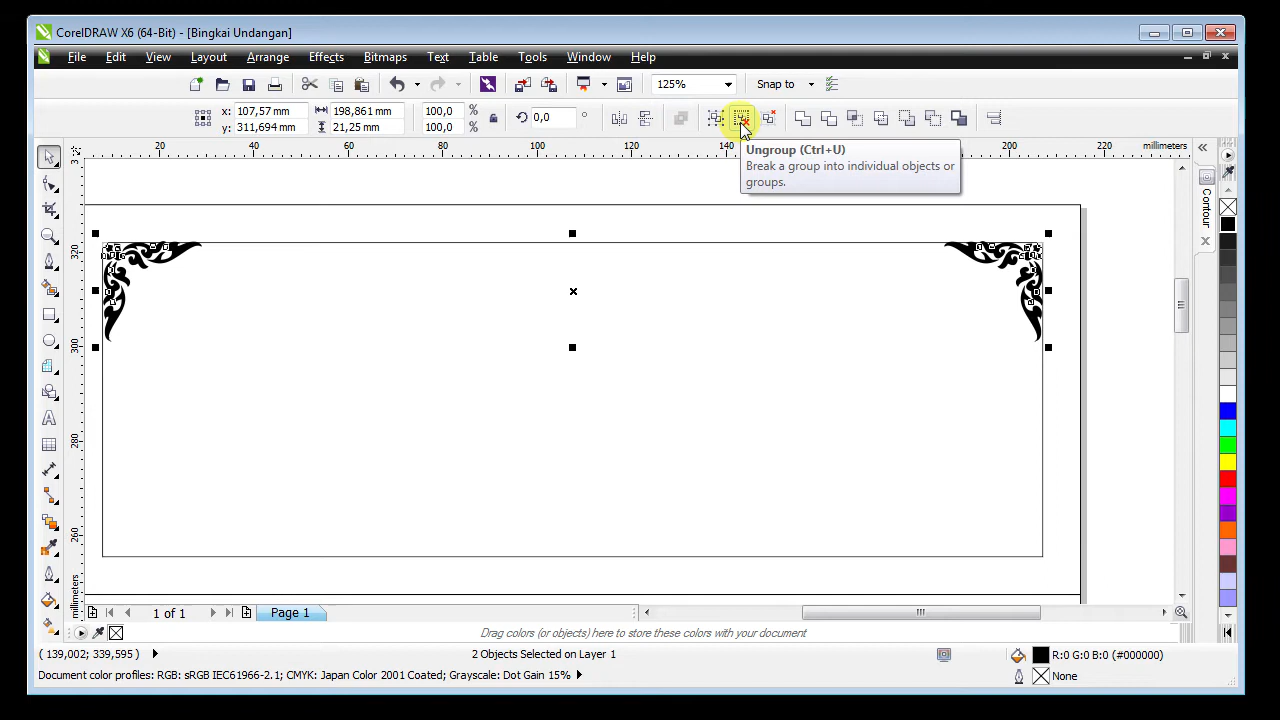 CorelDRAW X6 (64-Bit) - [Bingkai Undangan]
File Edit View Layout Arrange Effects Bitmaps Text Table Tools Window Help
125% Snap to
x: 107,57 mm 198,861 mm 100,0 % 0,0 °
y: 311,694 mm 21,25 mm 100,0 %
Ungroup (Ctrl+U)
Break a group into individual objects or
groups.
20 40 60 80 100 120 140 200 millimeters
320
300
280
260
millimeters
Contour
1 of 1 Page 1
Drag colors (or objects) here to store these colors with your document
(139,002; 339,595) 2 Objects Selected on Layer 1 R:0 G:0 B:0 (#000000)
Document color profiles: RGB: sRGB IEC61966-2.1; CMYK: Japan Color 2001 Coated; Grayscale: Dot Gain 15% None